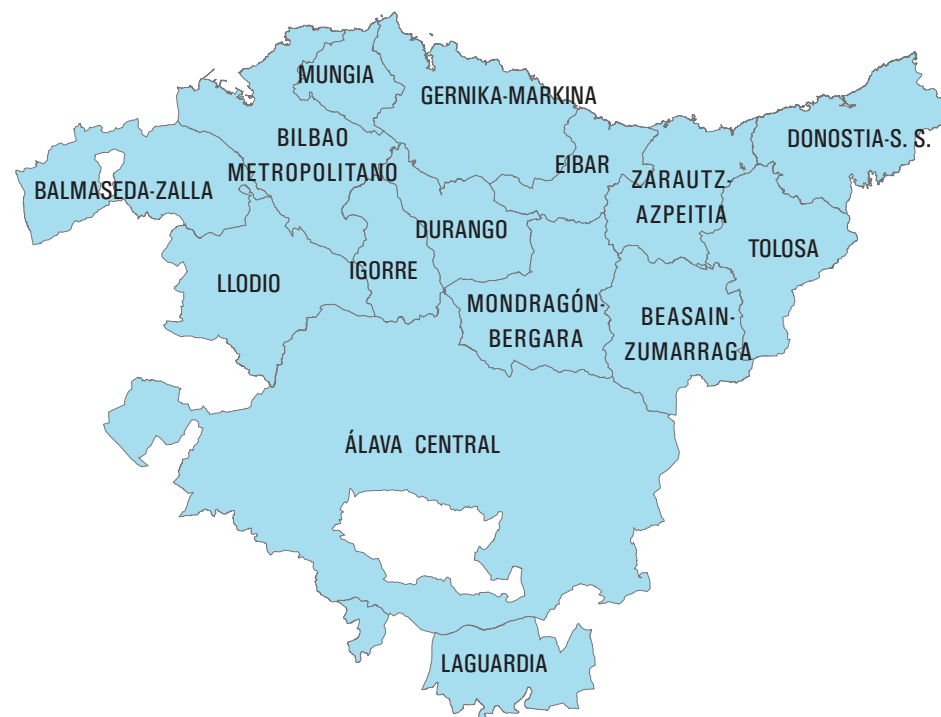 MUNGIA
GERNIKA-MARKINA
BILBAO
METROPOLITANO
DONOSTIA-S. S.
EIBAR
ZARAUTZ-
AZPEITIA
BALMASEDA-ZALLA
DURANGO
TOLOSA
IGORRE
LLODIO
MONDRAGÓN-
BERGARA
BEASAIN-
ZUMARRAGA
ÁLAVA CENTRAL
LAGUARDIA